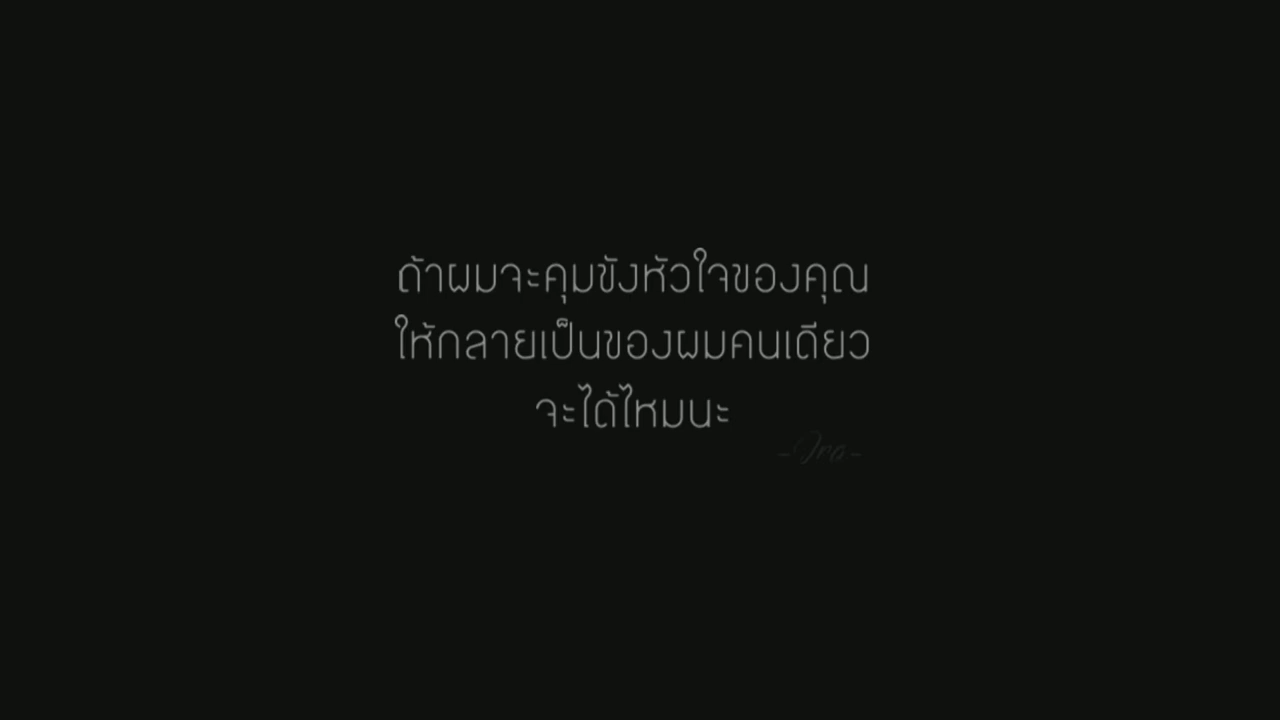 ถ้าผมจะคุมขังหัวใจของคุณ
ให้กลายเป็นของผมคนเดียว
จะได้ไหมนะ
-Ira-